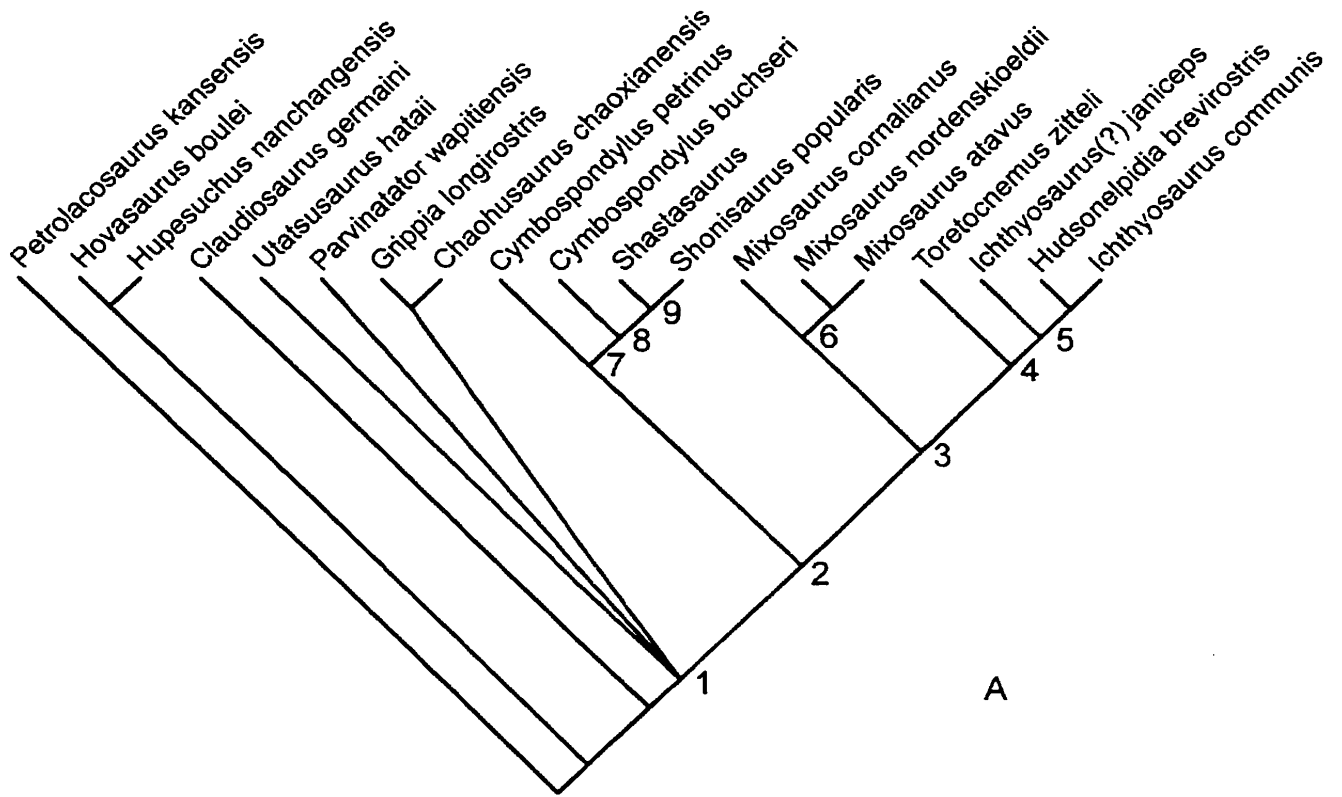 Petrolacosaurus kansensis
Hovasaurus boulei
Hupesuchus nanchangensis
Claudiosaurus germaini
Utatsusaurus hataii
Parvinatator wapitiensis
Grippia longirostris
Chaohusaurus chaoxianensis
Cymbospondylus petrinus
Cymbospondylus buchseri
Shastasaurus
Shonisaurus popularis
Mixosaurus cornalianus
Mixosaurus nordenskioeldii
Mixosaurus atavus
Toretocnemus zitteli
Ichthyosaurus(?) janiceps
Hudsonelpidia brevirostris
Ichthyosaurus communis
9
8
7
6
5
4
3
2
1
A